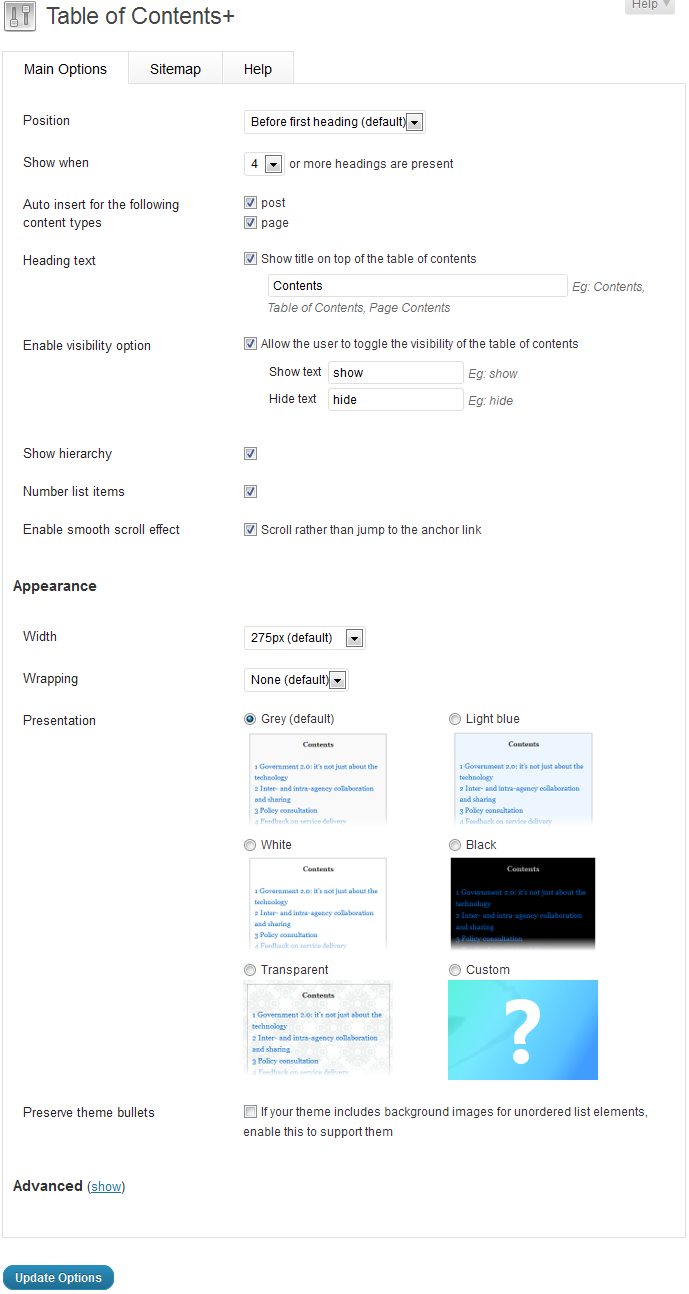 Table of Contents+
Help
Main Options
Sitemap
Help
Position
Before first heading (default)
Show when
4
or more headings are present
Auto insert for the following
content types
post
page
Heading text
Show title on top of the table of contents
Contents
Eg: Contents,
Table of Contents, Page Contents
Enable visibility option
Allow the user to toggle the visibility of the table of contents
Show text
show
Eg: show
Hide text
hide
Eg: hide
Show hierarchy
Number list items
Enable smooth scroll effect
Scroll rather than jump to the anchor link
Appearance
Width
275px (default)
Wrapping
None (default)
Presentation
Grey (default)
Contents
1 Government 2.0: it's not just about the
technology
2 Inter- and intra-agency collaboration
and sharing
3 Policy consultation
4 Feedback on service delivery
Light blue
Contents
1 Government 2.0: it's not just about the
technology
2 Inter- and intra-agency collaboration
and sharing
3 Policy consultation
4 Feedback on service delivery
White
Contents
1 Government 2.0: it's not just about the
technology
2 Inter- and intra-agency collaboration
and sharing
3 Policy consultation
4 Feedback on service delivery
Black
Contents
1 Government 2.0: it's not just about the
technology
2 Inter- and intra-agency collaboration
and sharing
3 Policy consultation
Transparent
Contents
1 Government 2.0: it's not just about the
technology
2 Inter- and intra-agency collaboration
and sharing
3 Policy consultation
4 Feedback on service delivery
Custom
?
Preserve theme bullets
If your theme includes background images for unordered list elements,
enable this to support them
Advanced (show)
Update Options